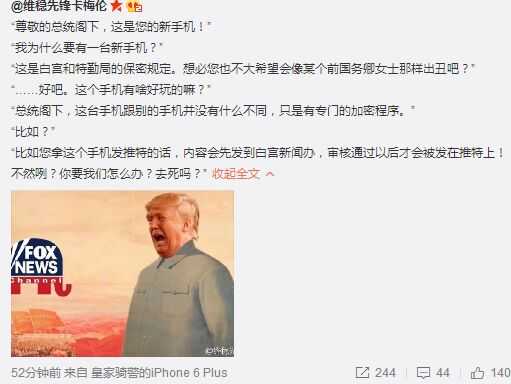 @维稳先锋卡梅伦
“尊敬的总统阁下，这是您的新手机！”
“我为什么要有一台新手机？”
“这是白宫和特勤局的保密规定。想必您也不大希望会像某个前国务卿女士那样出丑吧？”
“……好吧。这个手机有啥好玩的嘛？”
“总统阁下，这台手机跟别的手机并没有什么不同，只是有专门的加密程序。”
“比如？”
“比如您拿这个手机发推特的话，内容会先发到白宫新闻办，审核通过以后才会被发在推特上！
不然咧？你要我们怎么办？去死吗？” 收起全文
FOX
NEWS
channel
52分钟前 来自 皇家骑警的iPhone 6 Plus
244
44
140